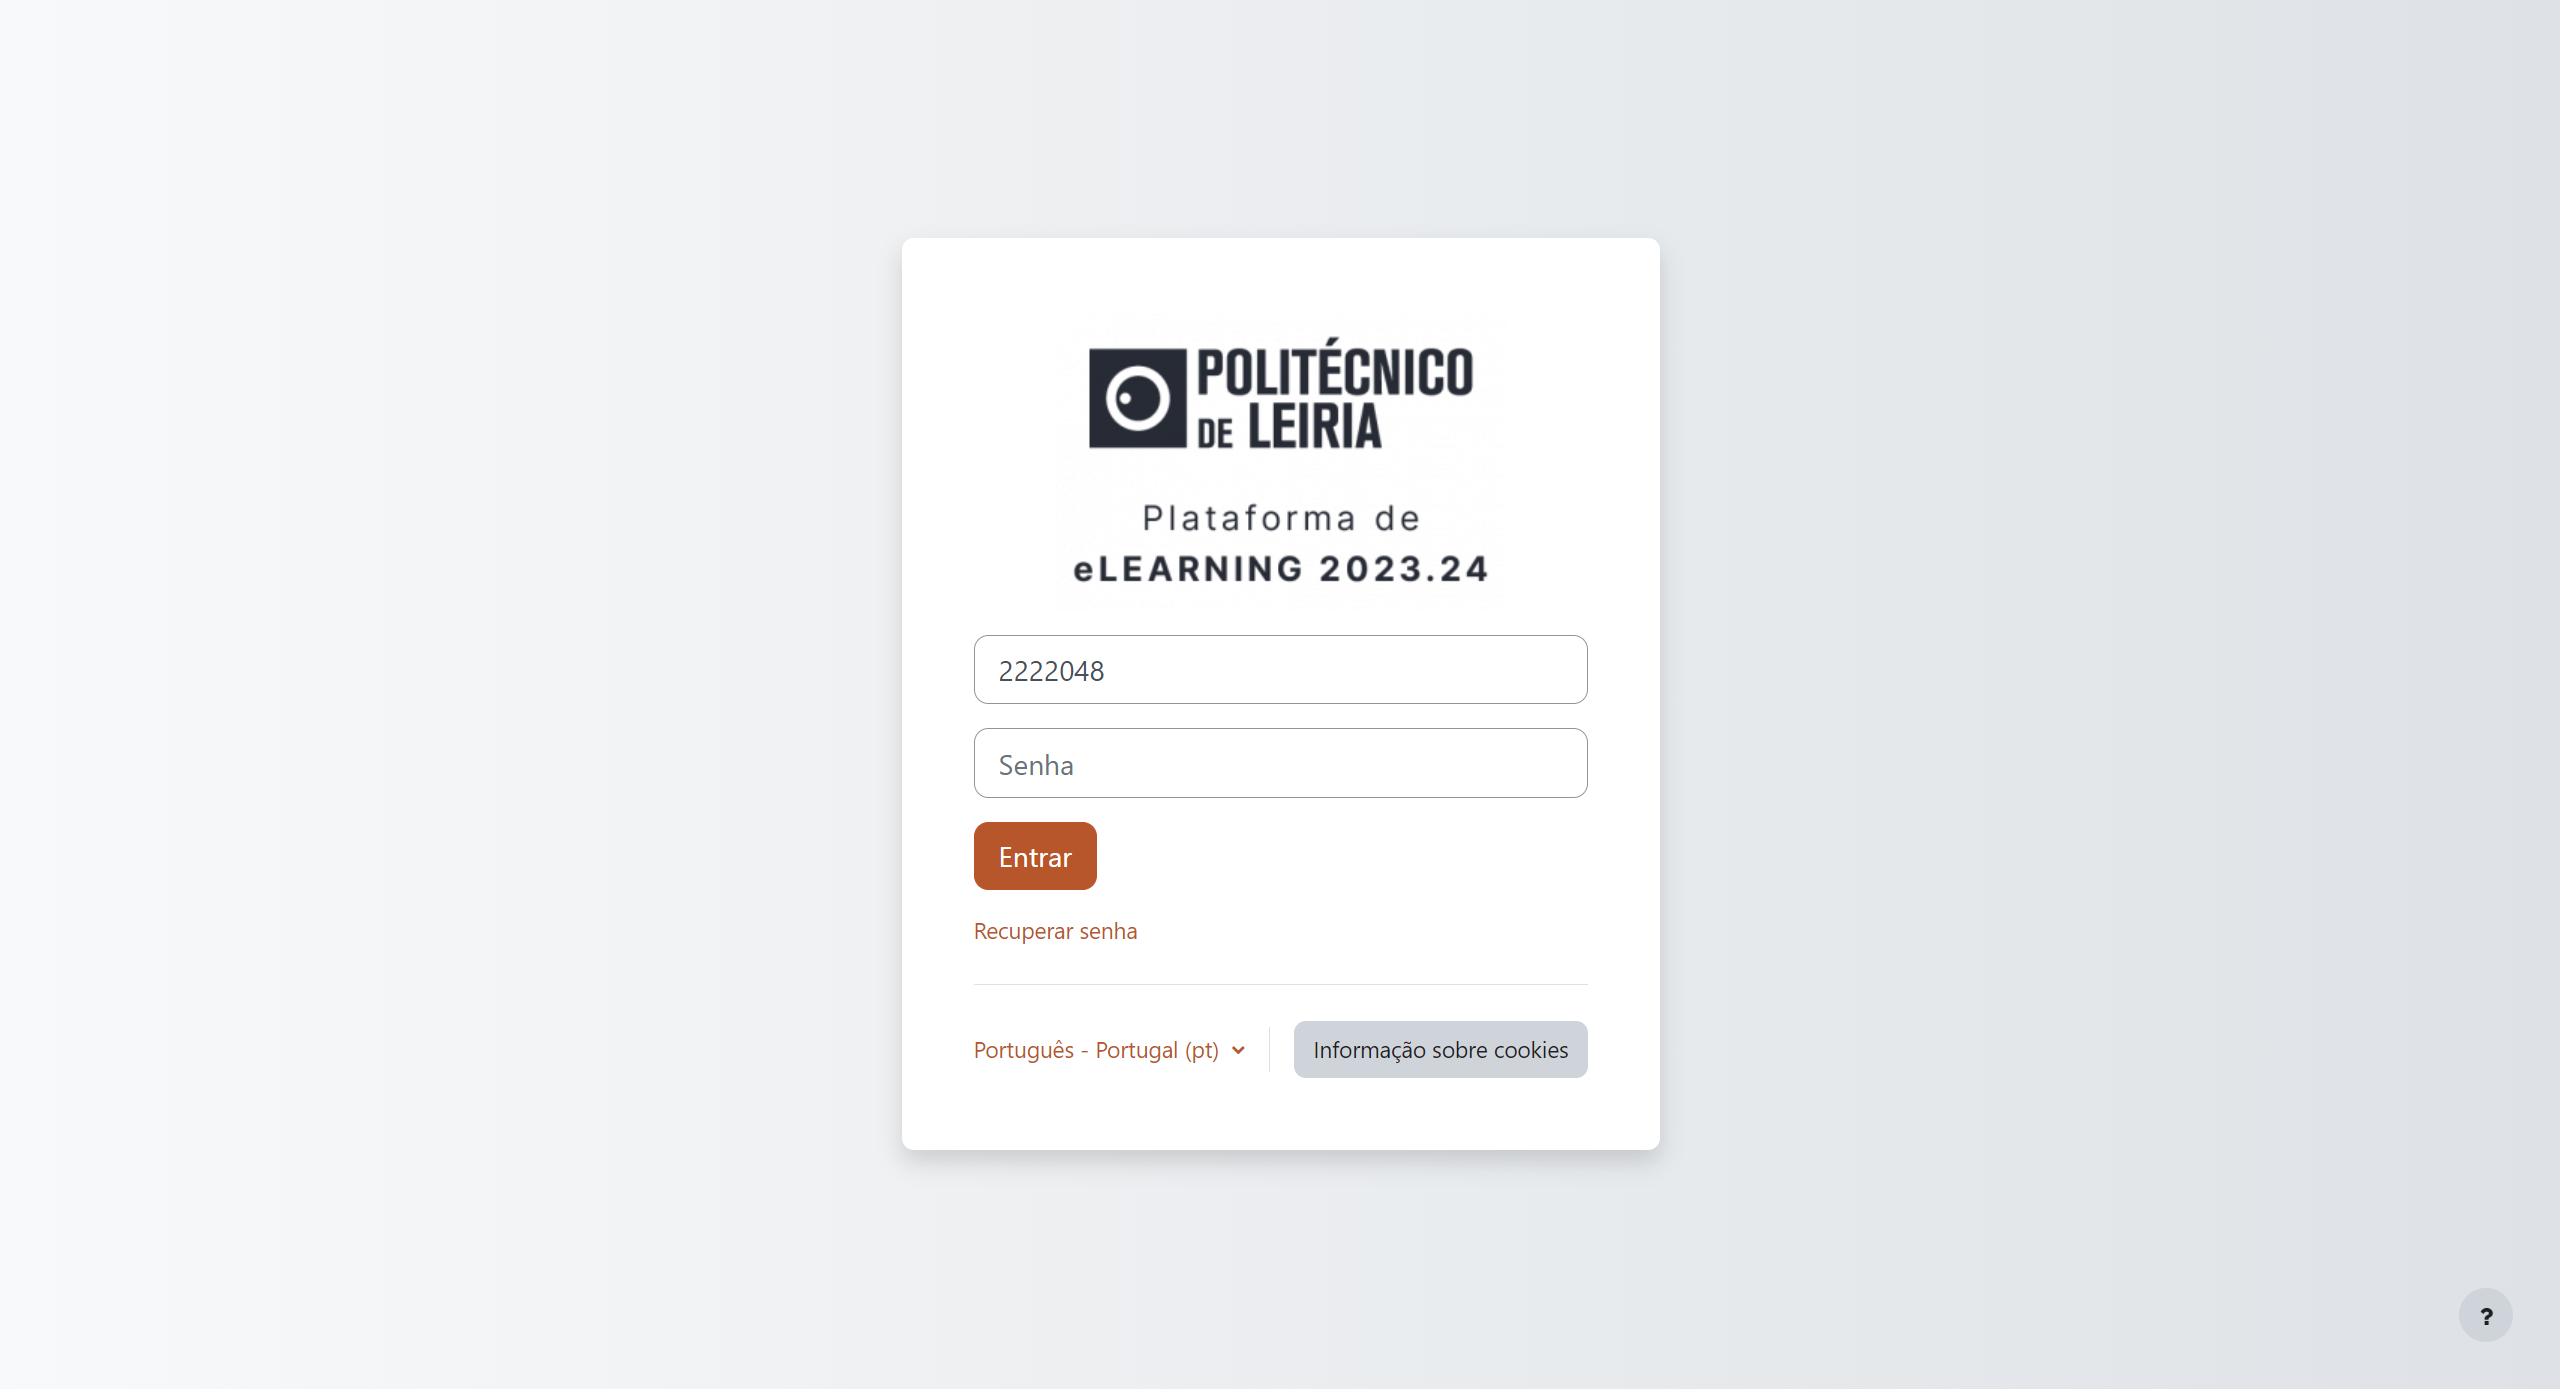 POLITÉCNICO
DE LEIRIA
Plataforma de
eLEARNING 2023.24
2222048
Senha
Entrar
Recuperar senha
Português - Portugal (pt)
Informação sobre cookies
?